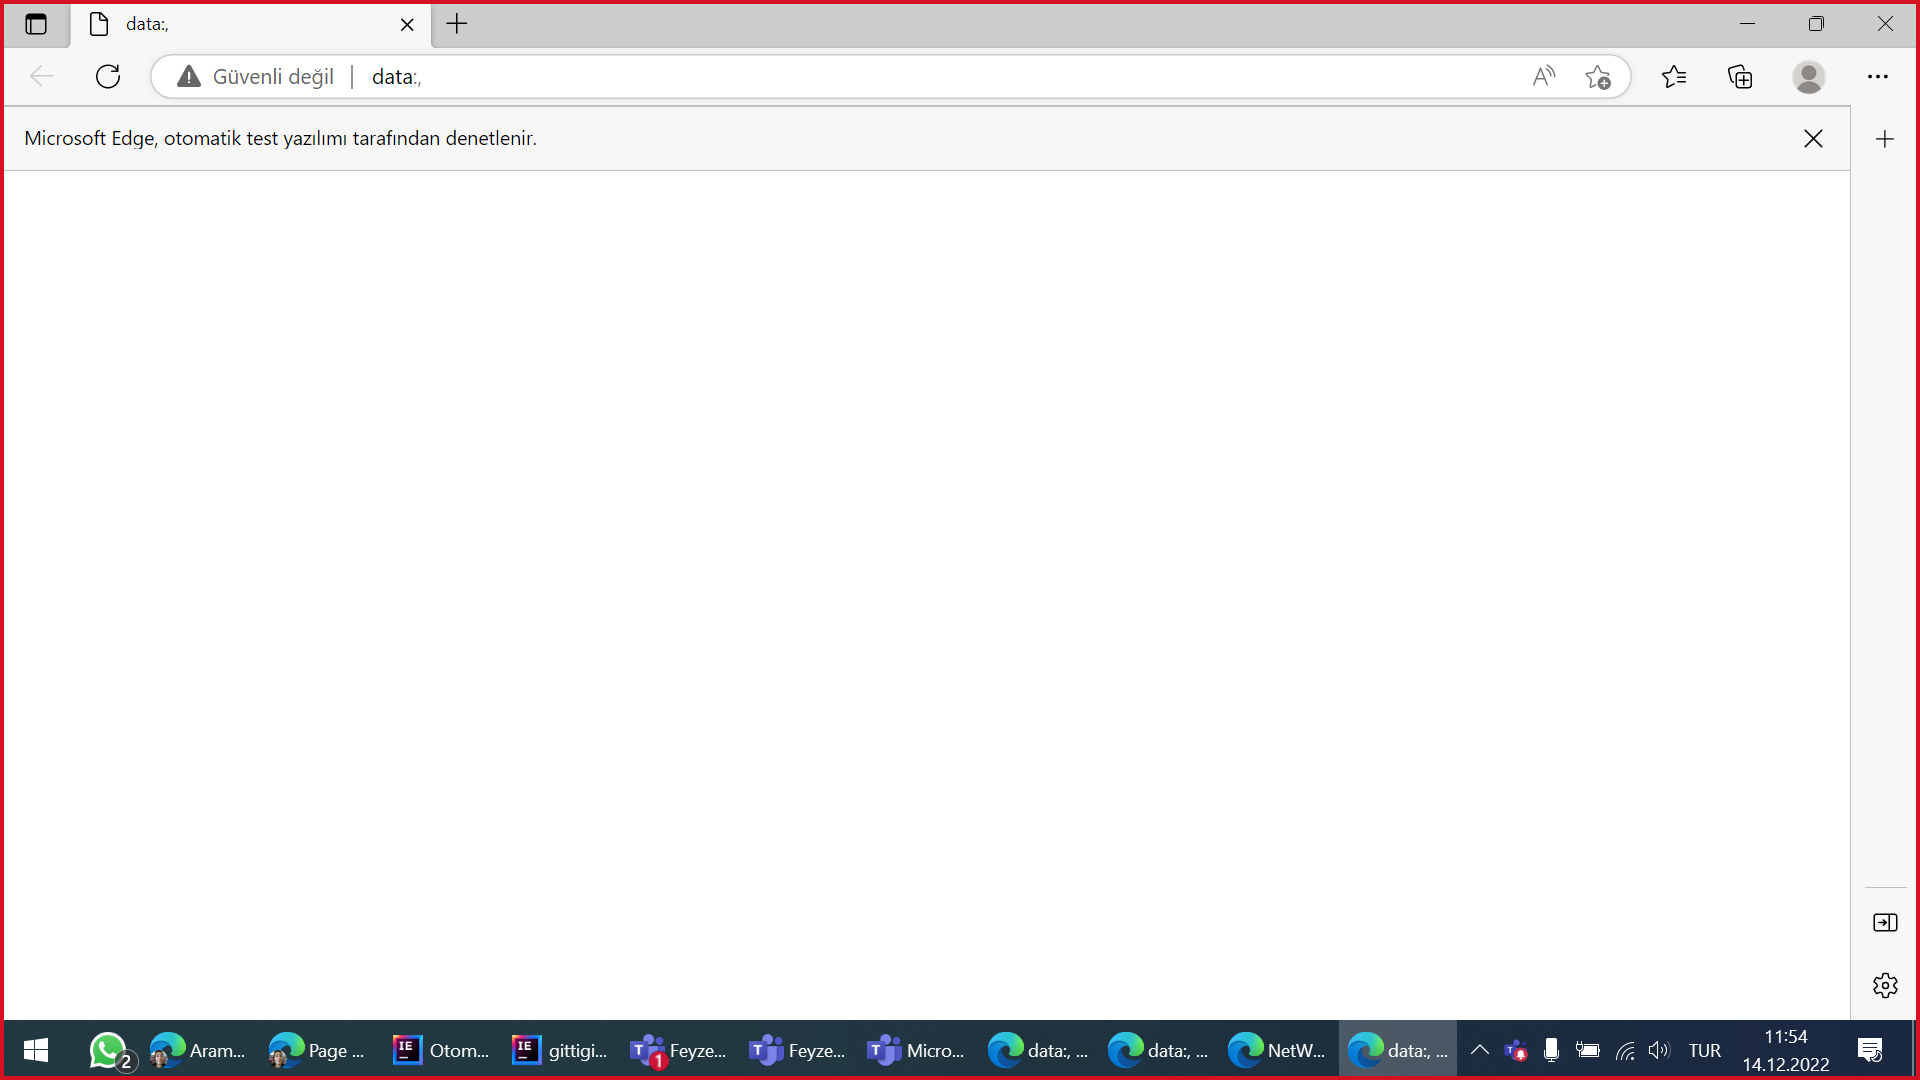 data:,
Güvenli değil
data:,
Microsoft Edge, otomatik test yazılımı tarafından denetlenir.
2
Aram...
Page ...
IE
Otom...
IE
gittigi...
T
1
Feyze...
T
Feyze...
T
Micro...
data:, ...
data:, ...
NetW...
data:, ...
TUR
11:54
14.12.2022